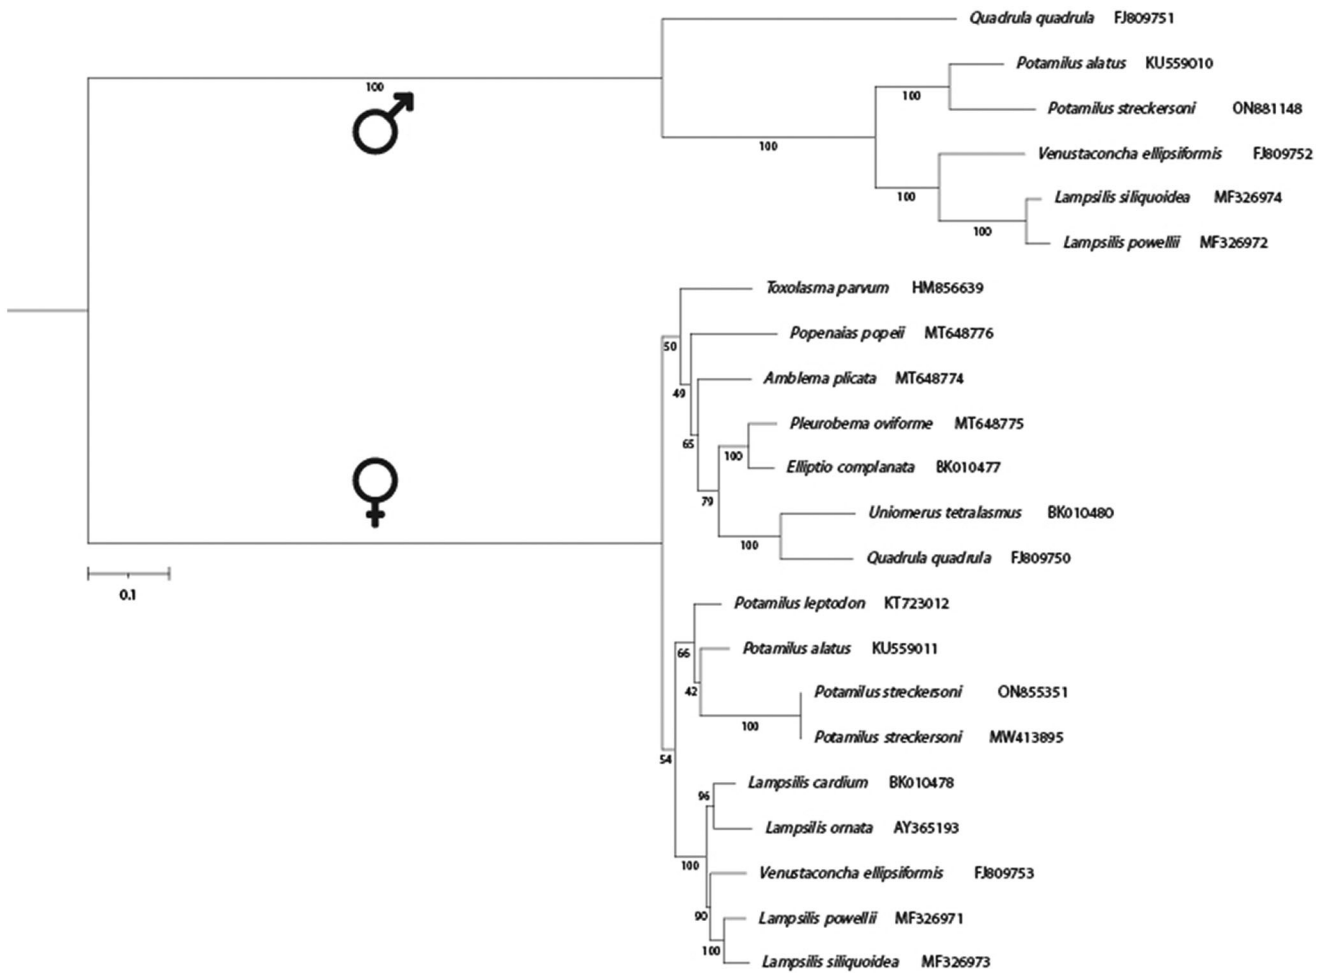 Quadrula quadrula FJ809751
Potamilus alatus KU559010
100
100
Potamilus streckersoni ON881148
100
Venustaconcha ellipsiformis FJ809752
100
Lampsilis siliquoidea MF326974
100
Lampsilis powellii MF326972
Toxolasma parvum HM856639
Popenaias popeii MT648776
50
Amblema plicata MT648774
49
Pleurobema oviforme MT648775
65
100
Elliptio complanata BK010477
79
Uniomerus tetralasmus BK010480
100
Quadrula quadrula FJ809750
0.1
Potamilus leptodon KT723012
Potamilus alatus KU559011
66
Potamilus streckersoni ON855351
42
100
Potamilus streckersoni MW413895
54
Lampsilis cardium BK010478
96
Lampsilis ornata AY365193
100
Venustaconcha ellipsiformis FJ809753
90
Lampsilis powellii MF326971
100
Lampsilis siliquoidea MF326973